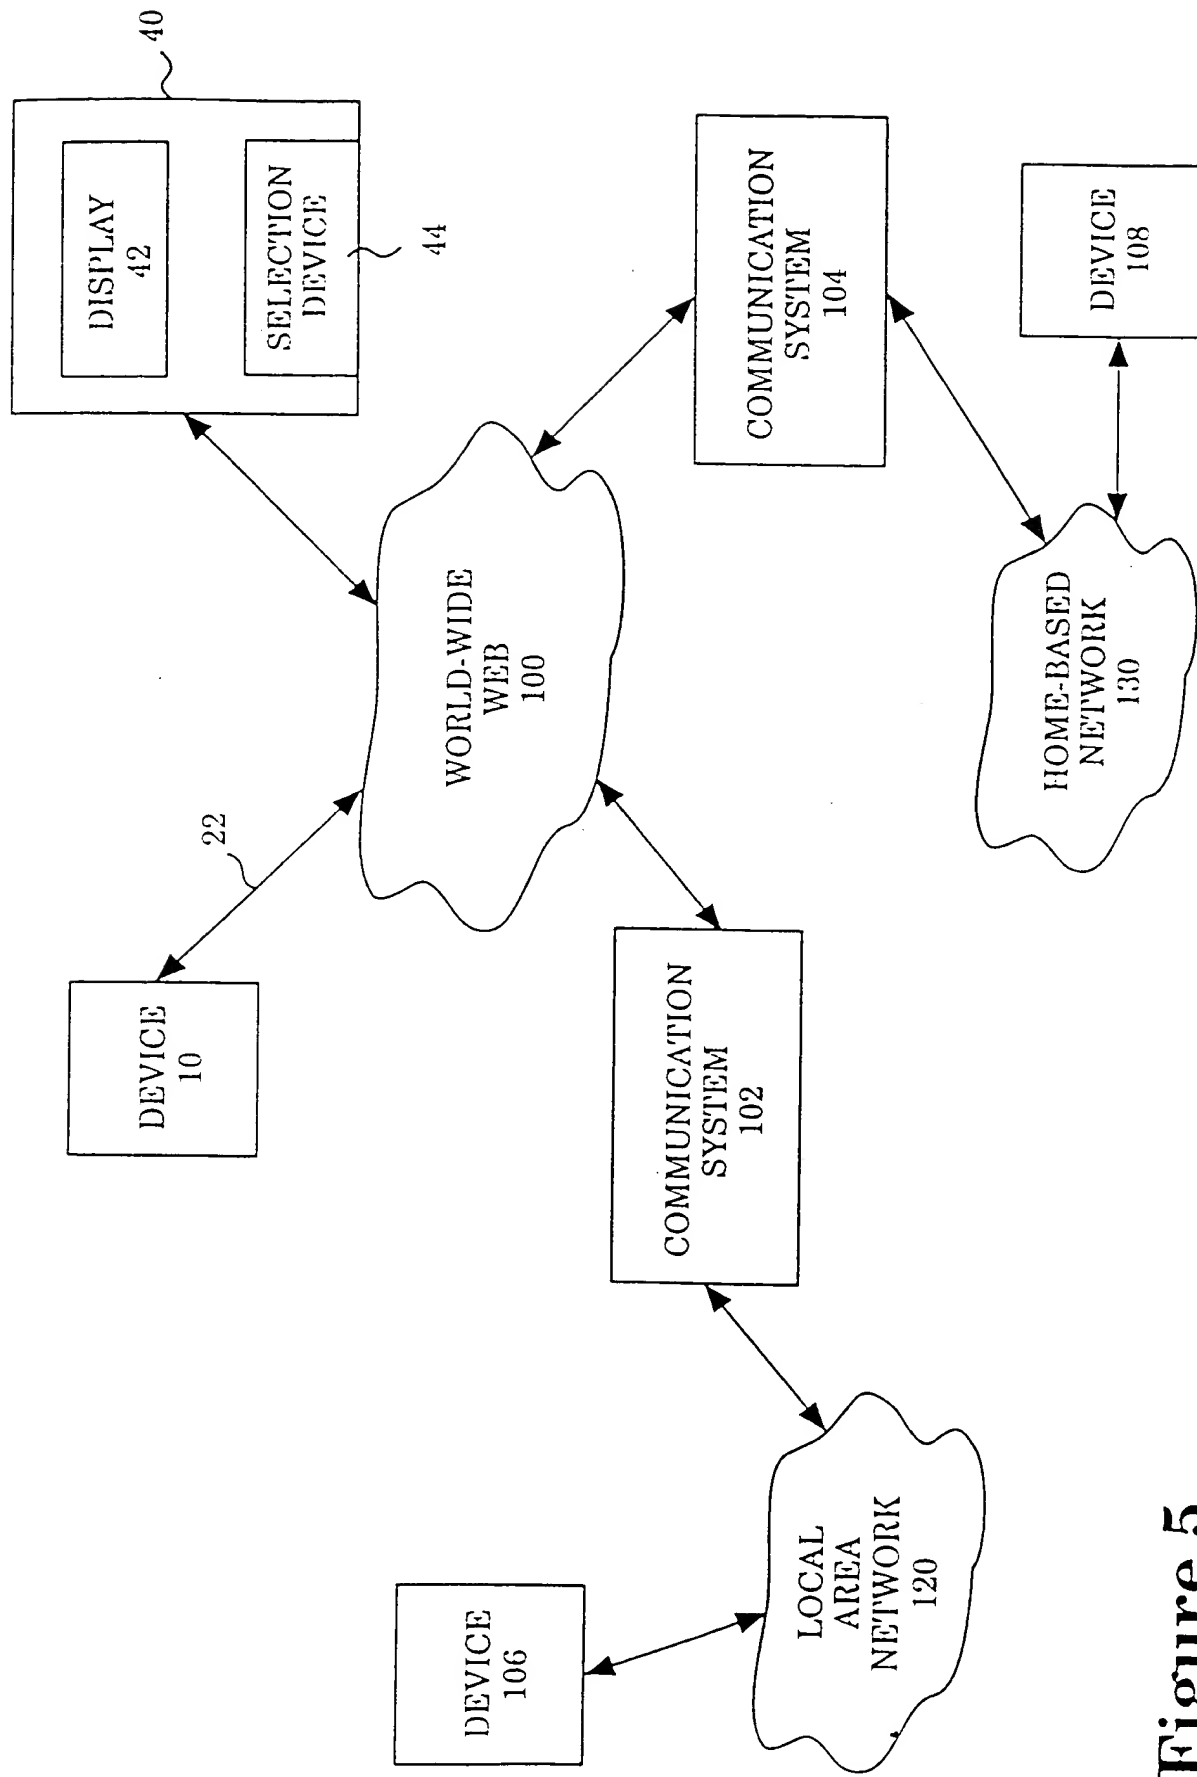 40
DISPLAY
42
SELECTION
DEVICE
44
22
DEVICE
10
WORLD-WIDE
WEB
100
COMMUNICATION
SYSTEM
104
DEVICE
108
COMMUNICATION
SYSTEM
102
HOME-BASED
NETWORK
130
DEVICE
106
LOCAL
AREA
NETWORK
120
Figure 5